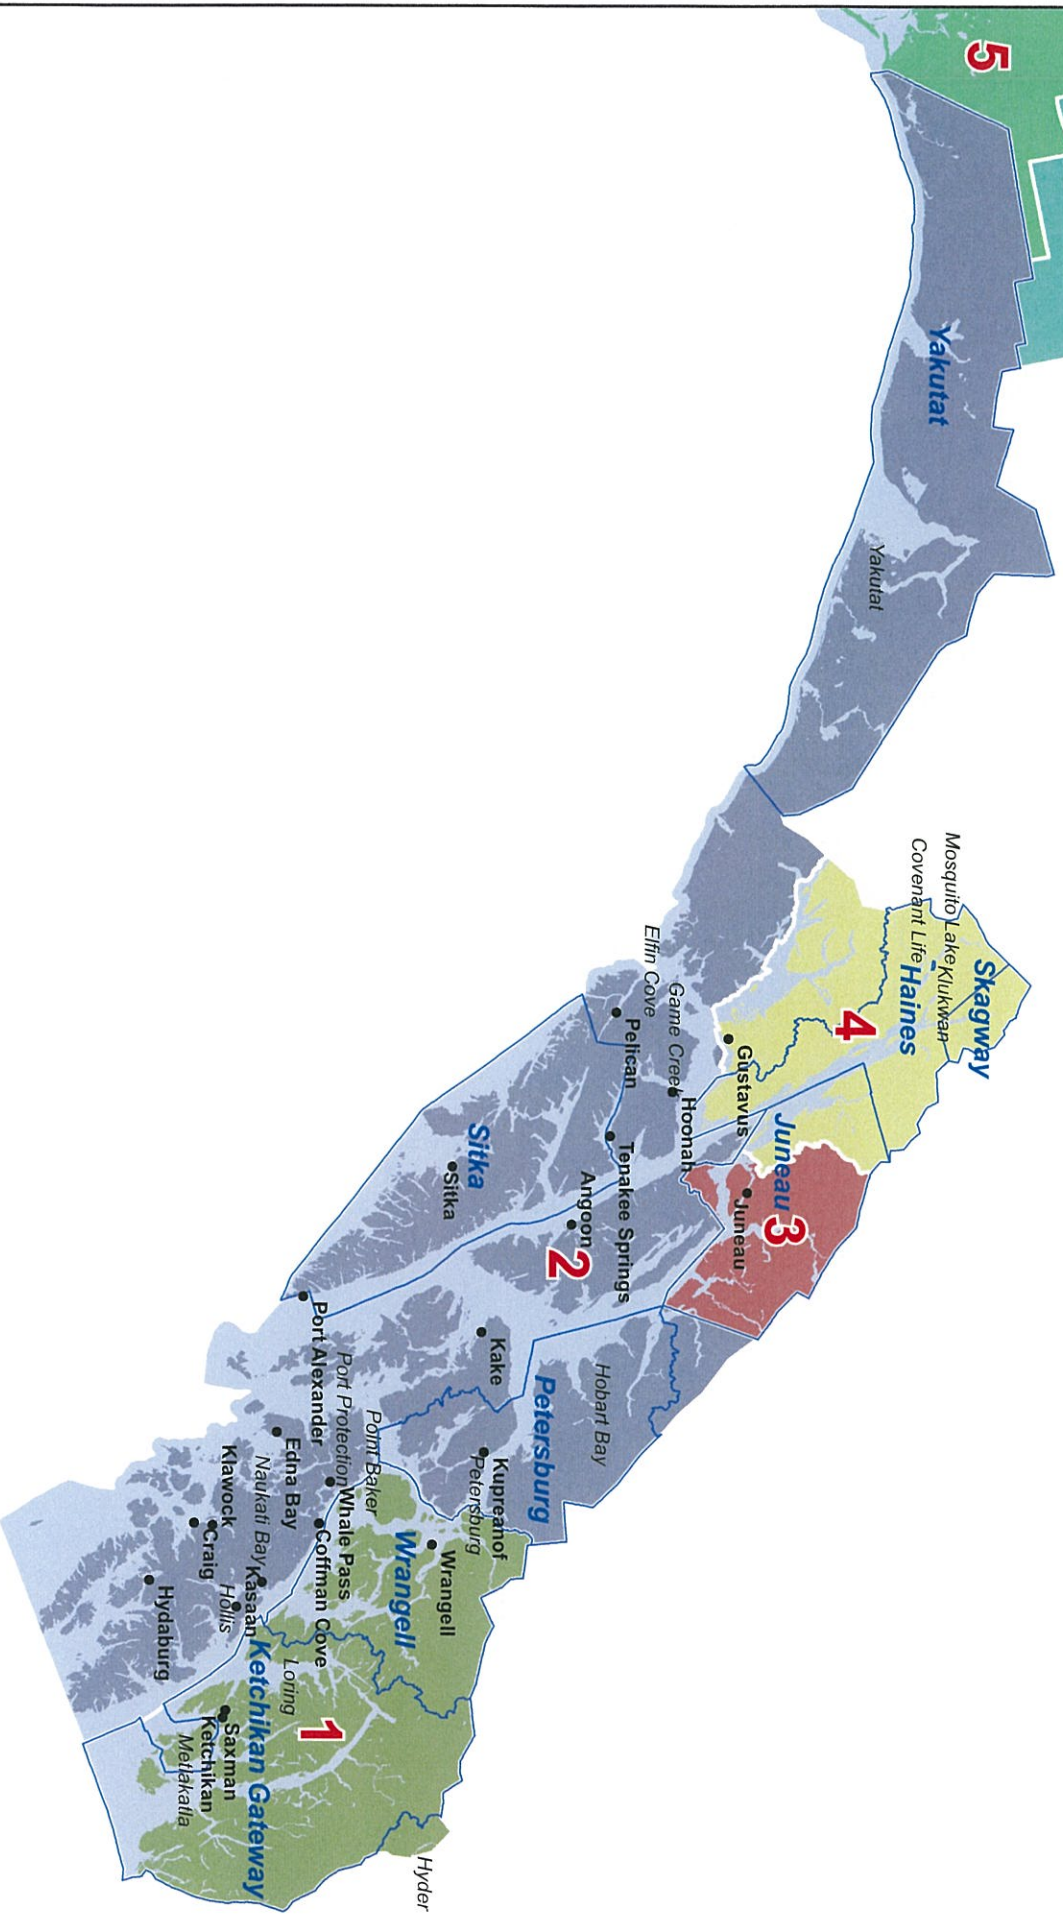 5
Yakutat
Yakutat
Mosquito Lake
Covenant Life
Klukwan
Skagway
Haines
4
Elfin Cove
Game Creek
Gustavus
Pelican
Hoonah
Juneau
Juneau
3
Tenakee Springs
Angoon
2
Sitka
Sitka
Port Alexander
Kake
Hobart Bay
Petersburg
Kupreanof
Petersburg
Port Protection
Point Baker
Edna Bay
Naukati Bay
Whale Pass
Coffman Cove
Klawock
Craig
Kasaan
Hollis
Hydaburg
Wrangell
Wrangell
Ketchikan Gateway
Loring
1
Saxman
Ketchikan
Metlakatla
Hyder